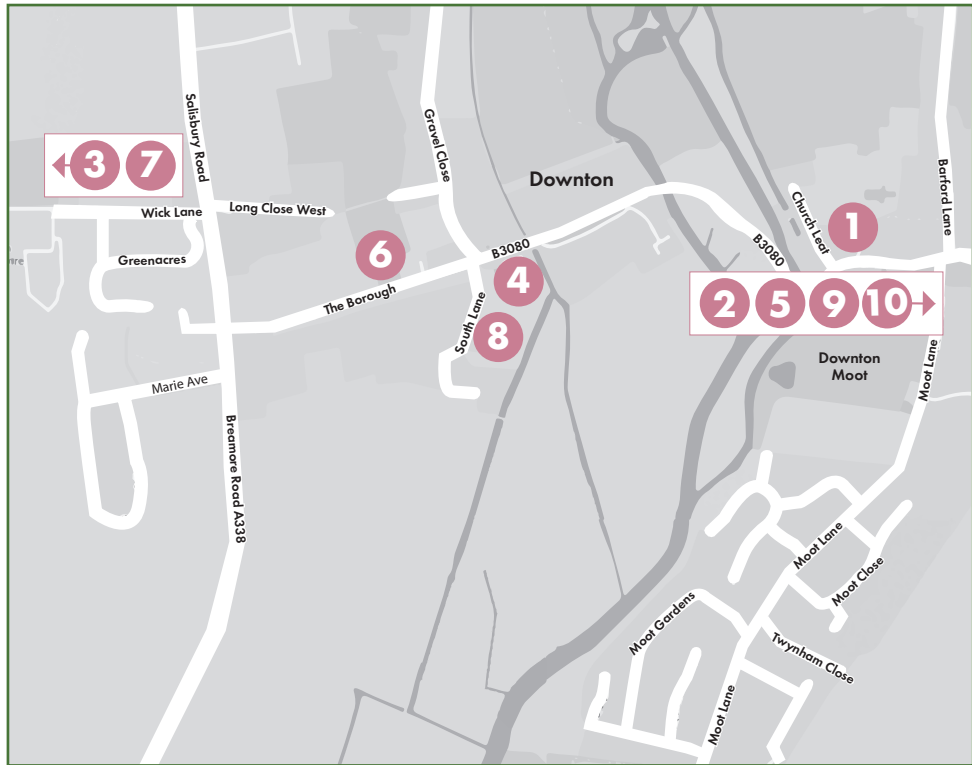 Salisbury Road
Gravel Close
Barford Lane
3 7
Downton
Wick Lane
Long Close West
Church Leat
1
B3080
B3080
6
Greenacres
4
2 5 9 10
The Borough
South Lane
8
Downton
Moot
Moot Lane
Marie Ave
Breamore Road A338
Moot Lane
Moot Close
Moot Gardens
Twynham Close
Moot Lane